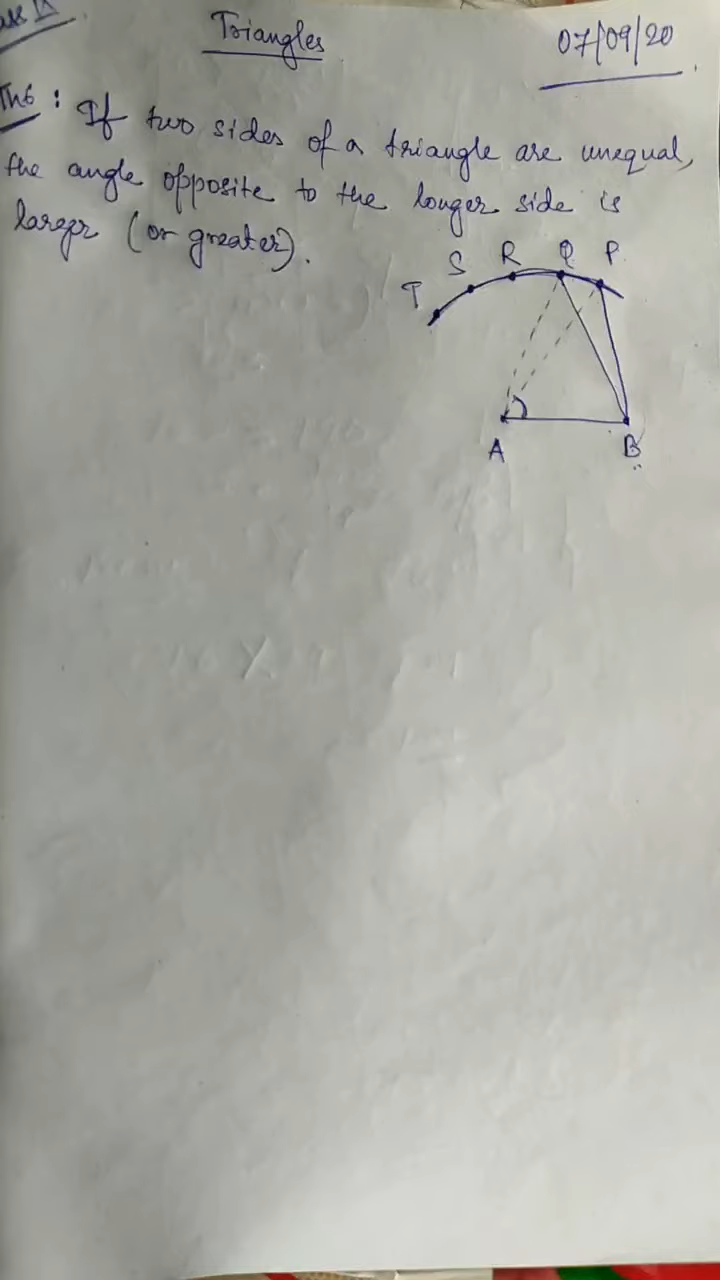 Triangles
07/09/20
Th6 : If two sides of a triangle are unequal,
the angle opposite to the longer side is
larger (or greater).
T S R Q P
A B